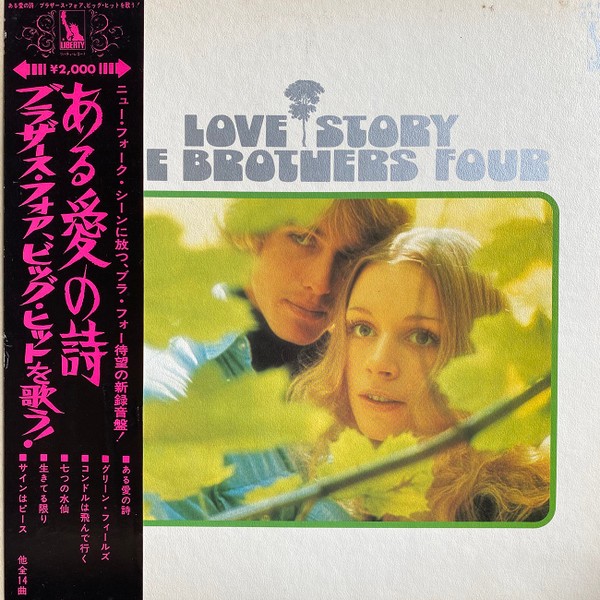 ある愛の詩/ブラザース・フォア、ビッグ・ヒットを歌う!
LIBERTY
¥2,000
ある愛の詩
ブラザース・フォア、ビッグ・ヒットを歌う!
ニュー・フォーク・シーンに放つ、ブラ・フォー待望の新録音盤!
■ある愛の詩
■グリーン・フィールズ
■コンドルは飛んで行く
■七つの水仙
■生きてる限り
■サインはピース
他全14曲
LOVE STORY
E BROTHERS FOUR